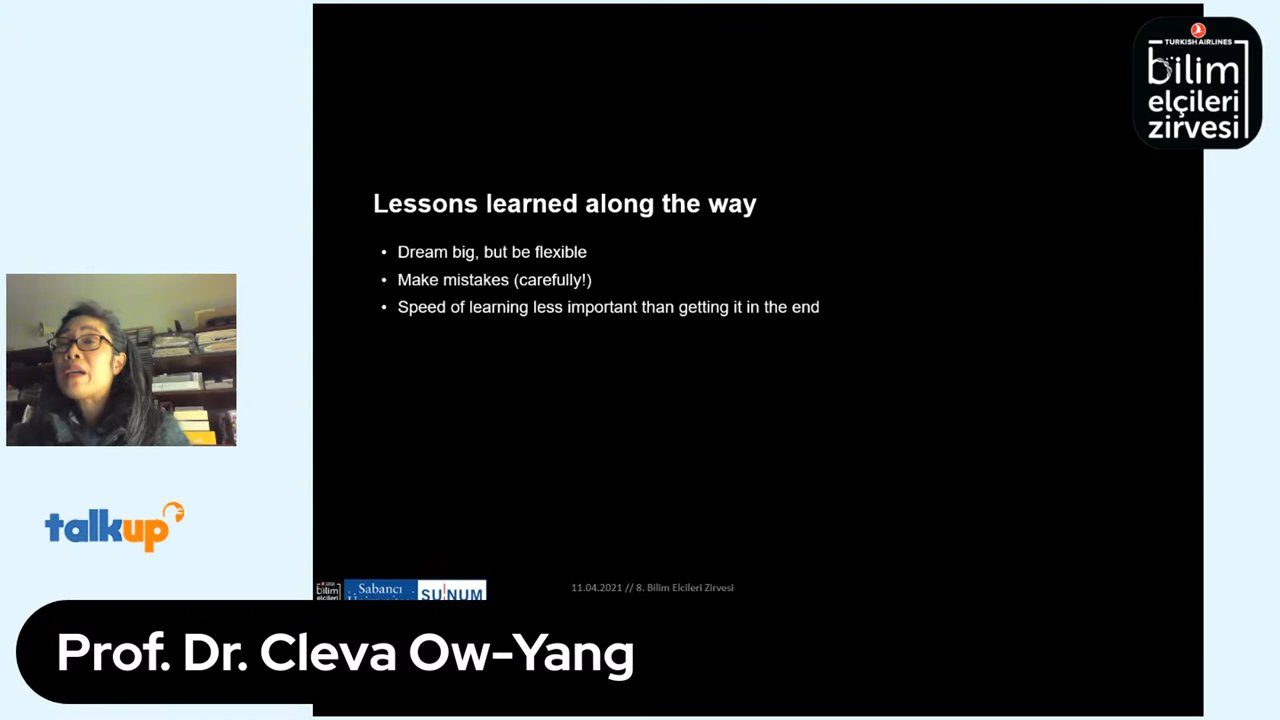 TURKISH AIRLINES
bilim
elçileri
zirvesi
Lessons learned along the way
• Dream big, but be flexible
• Make mistakes (carefully!)
• Speed of learning less important than getting it in the end
talkup
bilim
elçileri
Sabancı
SUNUM
11.04.2021 // 8. Bilim Elcileri Zirvesi
Prof. Dr. Cleva Ow-Yang